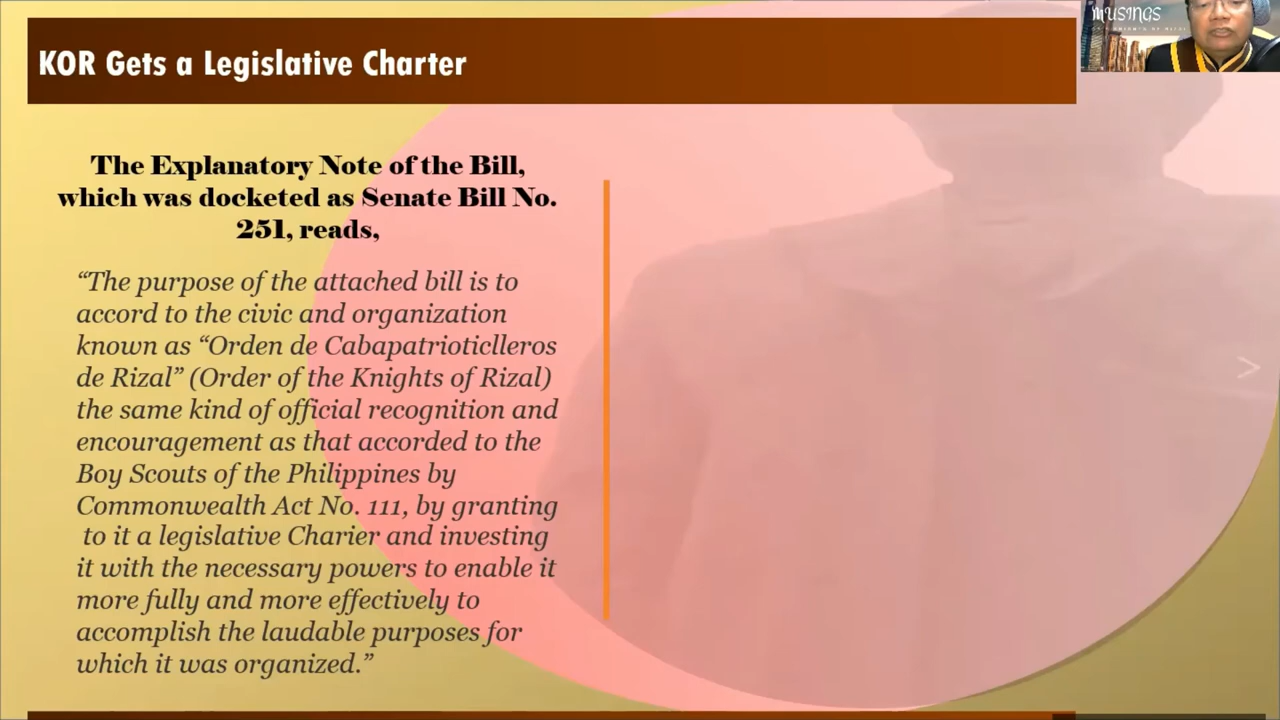 KOR Gets a Legislative Charter
MUSINGS
The Explanatory Note of the Bill,
which was docketed as Senate Bill No.
251, reads,
“The purpose of the attached bill is to
accord to the civic and organization
known as “Orden de Cabapatrioticlleros
de Rizal” (Order of the Knights of Rizal)
the same kind of official recognition and
encouragement as that accorded to the
Boy Scouts of the Philippines by
Commonwealth Act No. 111, by granting
to it a legislative Charier and investing
it with the necessary powers to enable it
more fully and more effectively to
accomplish the laudable purposes for
which it was organized.”